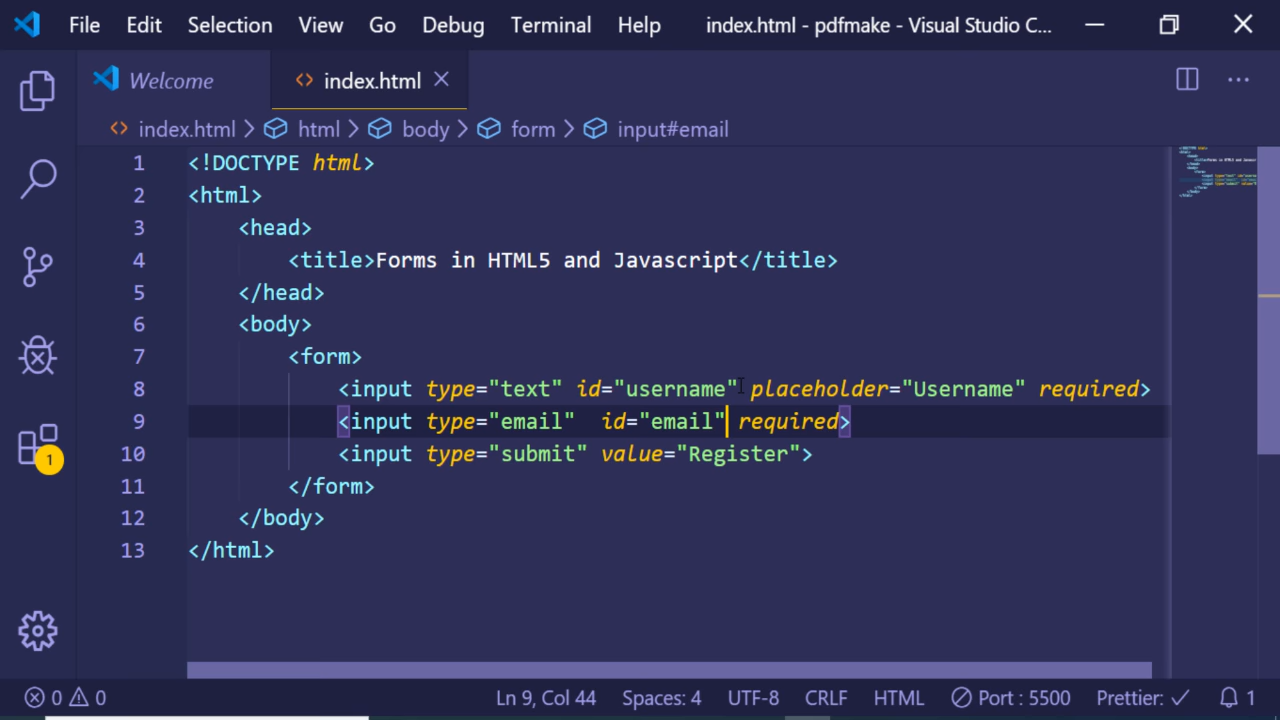 File Edit Selection View Go Debug Terminal Help index.html - pdfmake - Visual Studio C...
Welcome index.html
index.html > html > body > form > input#email
1 <!DOCTYPE html>
2 <html>
3 <head>
4 <title>Forms in HTML5 and Javascript</title>
5 </head>
6 <body>
7 <form>
8 <input type="text" id="username" placeholder="Username" required>
9 <input type="email"  id="email" required>
10 <input type="submit" value="Register">
11 </form>
12 </body>
13 </html>
1
0 0 Ln 9, Col 44 Spaces: 4 UTF-8 CRLF HTML Port : 5500 Prettier: ✓ 1